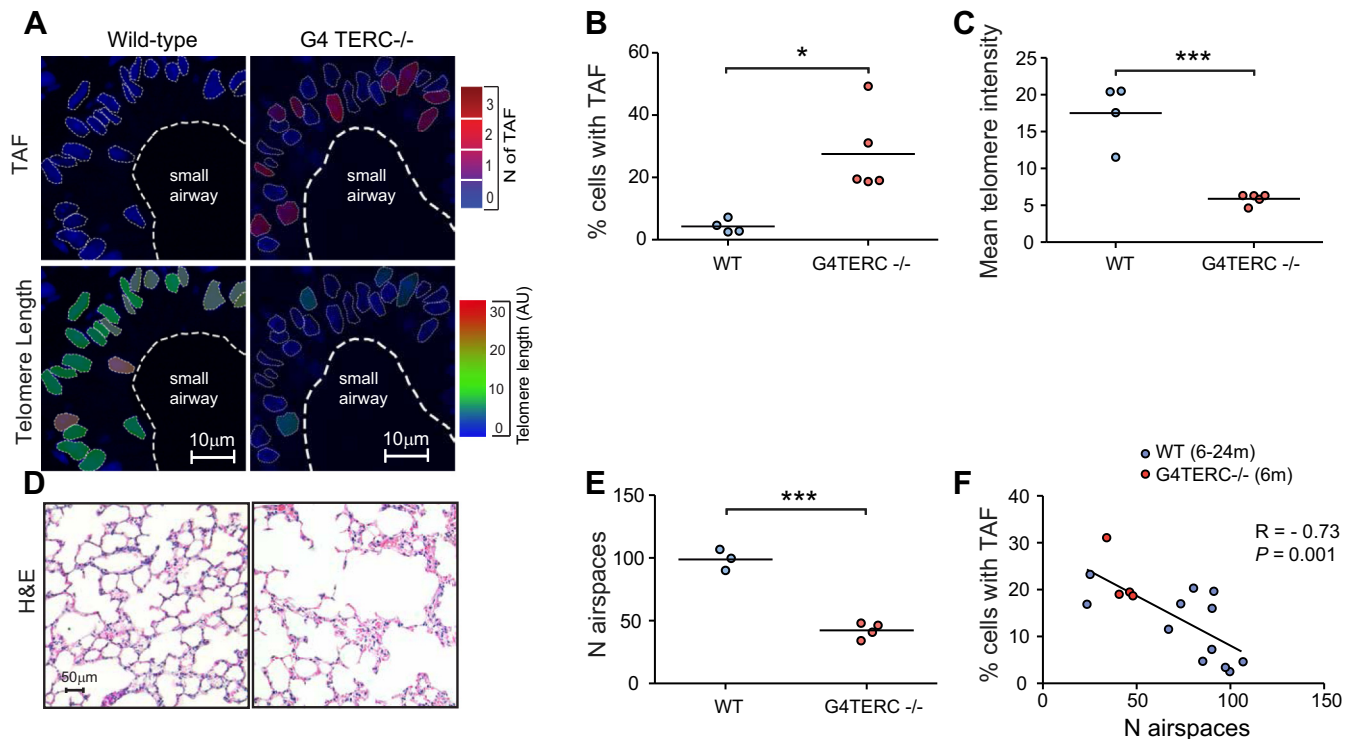 A
Wild-type
G4 TERC-/-
TAF
small
airway
small
airway
3
2
1
0
N of TAF
Telomere Length
small
airway
10μm
small
airway
10μm
30
20
10
0
Telomere length (AU)
B
% cells with TAF
60
40
20
0
*
WT
G4TERC -/-
C
Mean telomere intensity
25
20
15
10
5
0
***
WT
G4TERC -/-
D
H&E
50μm
E
N airspaces
150
100
50
0
***
WT
G4TERC -/-
F
WT (6-24m)
G4TERC-/- (6m)
% cells with TAF
40
30
20
10
0
R = - 0.73
P = 0.001
0
50
100
150
N airspaces